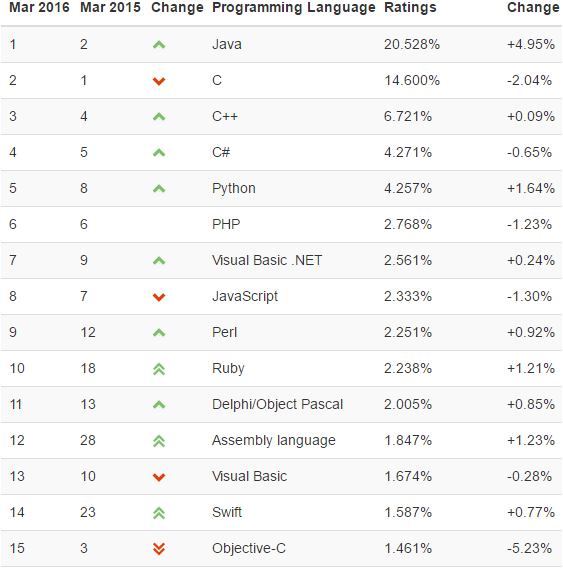 Mar 2016 Mar 2015 Change Programming Language Ratings Change
1 2 Java 20.528% +4.95%
2 1 C 14.600% -2.04%
3 4 C++ 6.721% +0.09%
4 5 C# 4.271% -0.65%
5 8 Python 4.257% +1.64%
6 6 PHP 2.768% -1.23%
7 9 Visual Basic .NET 2.561% +0.24%
8 7 JavaScript 2.333% -1.30%
9 12 Perl 2.251% +0.92%
10 18 Ruby 2.238% +1.21%
11 13 Delphi/Object Pascal 2.005% +0.85%
12 28 Assembly language 1.847% +1.23%
13 10 Visual Basic 1.674% -0.28%
14 23 Swift 1.587% +0.77%
15 3 Objective-C 1.461% -5.23%